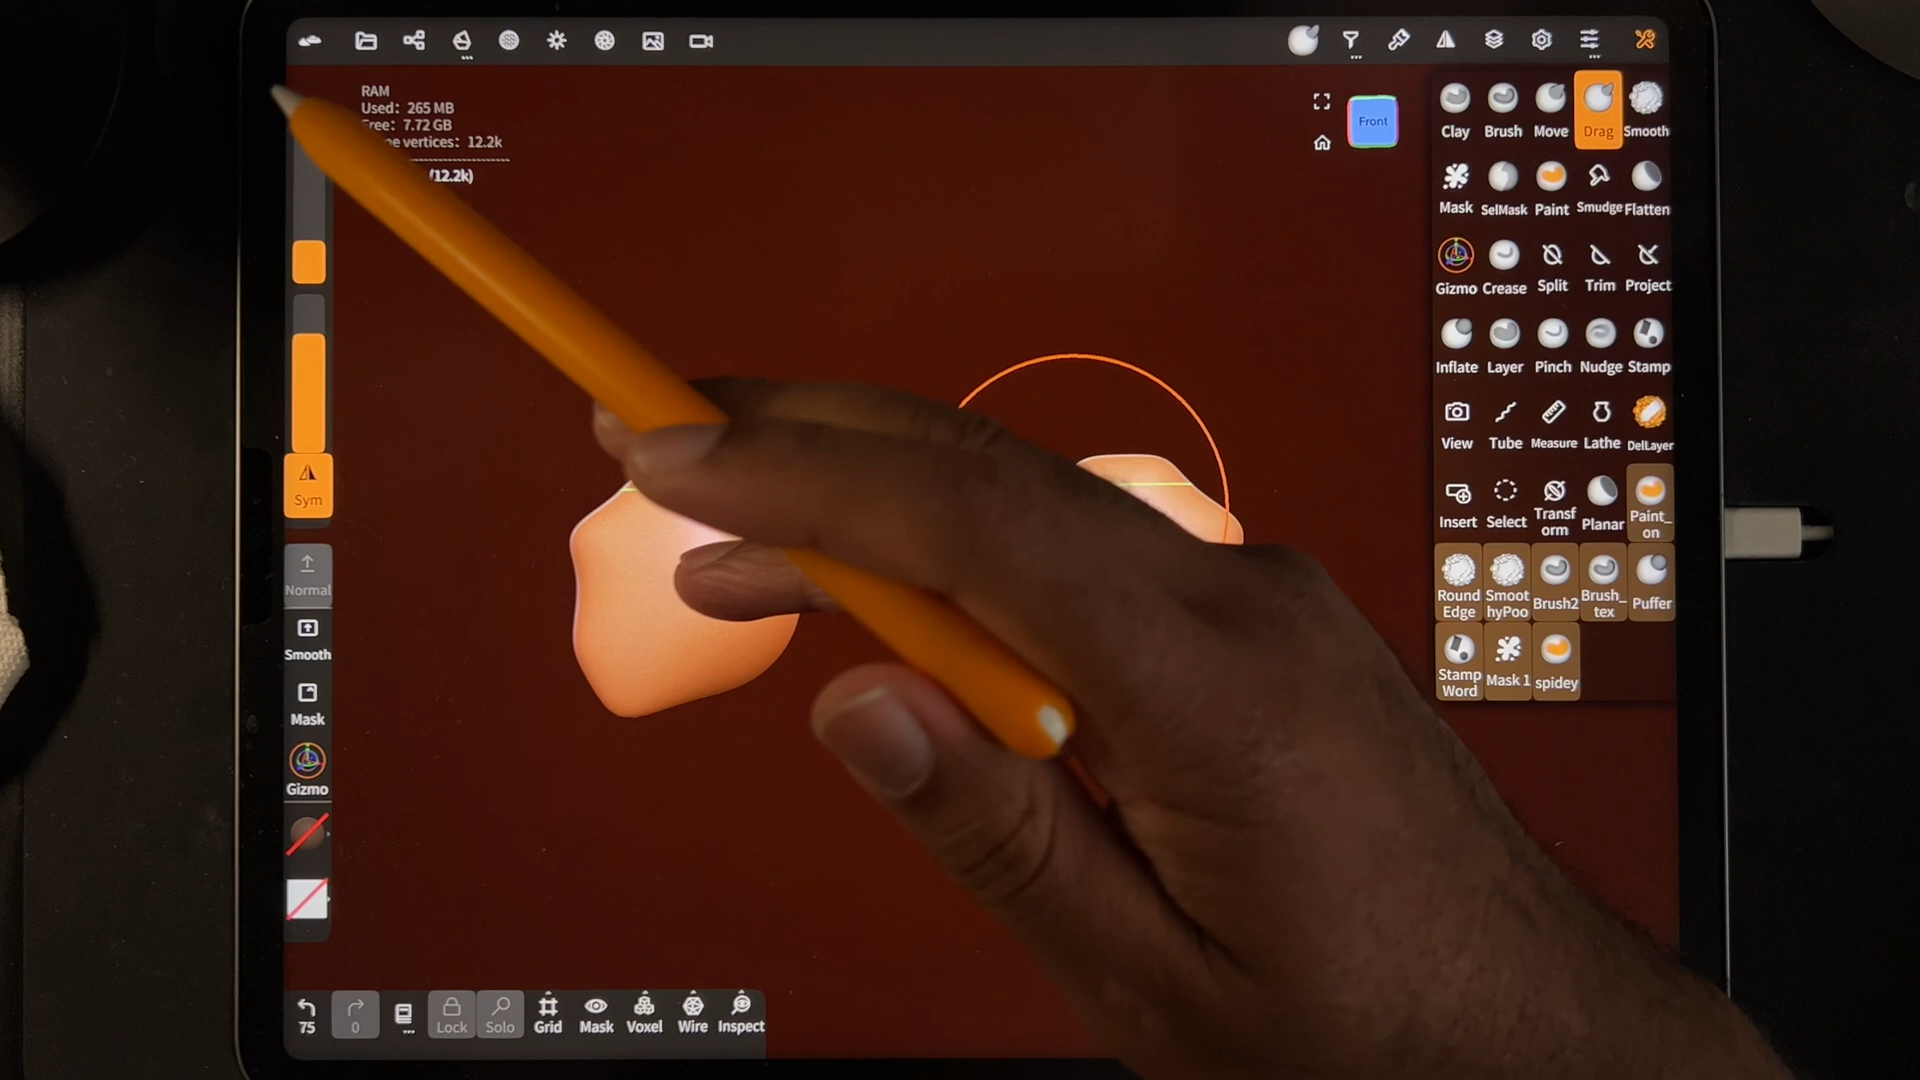 RAM
Used: 265 MB
Free: 7.72 GB
vertices: 12.2k
(12.2k)
Front
Clay Brush Move Drag Smooth
Mask SelMask Paint Smudge Flatten
Gizmo Crease Split Trim Project
Inflate Layer Pinch Nudge Stamp
View Tube Measure Lathe DelLayer
Insert Select Transf
orm Planar Paint_
on
Round
Edge Smoot
hyPoo Brush2 Brush_
tex Puffer
Stamp
Word Mask 1 spidey
Sym
Normal
Smooth
Mask
Gizmo
75 0 Lock Solo Grid Mask Voxel Wire Inspect